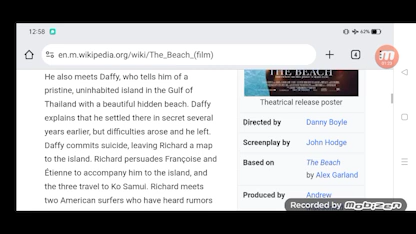 12:58
62%
en.m.wikipedia.org/wiki/The_Beach_(film)
4
He also meets Daffy, who tells him of a
pristine, uninhabited island in the Gulf of
Thailand with a beautiful hidden beach. Daffy
explains that he settled there in secret several
years earlier, but difficulties arose and he left.
Daffy commits suicide, leaving Richard a map
to the island. Richard persuades Françoise and
Étienne to accompany him to the island, and
the three travel to Ko Samui. Richard meets
two American surfers who have heard rumors
THE BEACH
Theatrical release poster
Directed by Danny Boyle
Screenplay by John Hodge
Based on The Beach
by Alex Garland
Produced by Andrew
Recorded by Mobizen